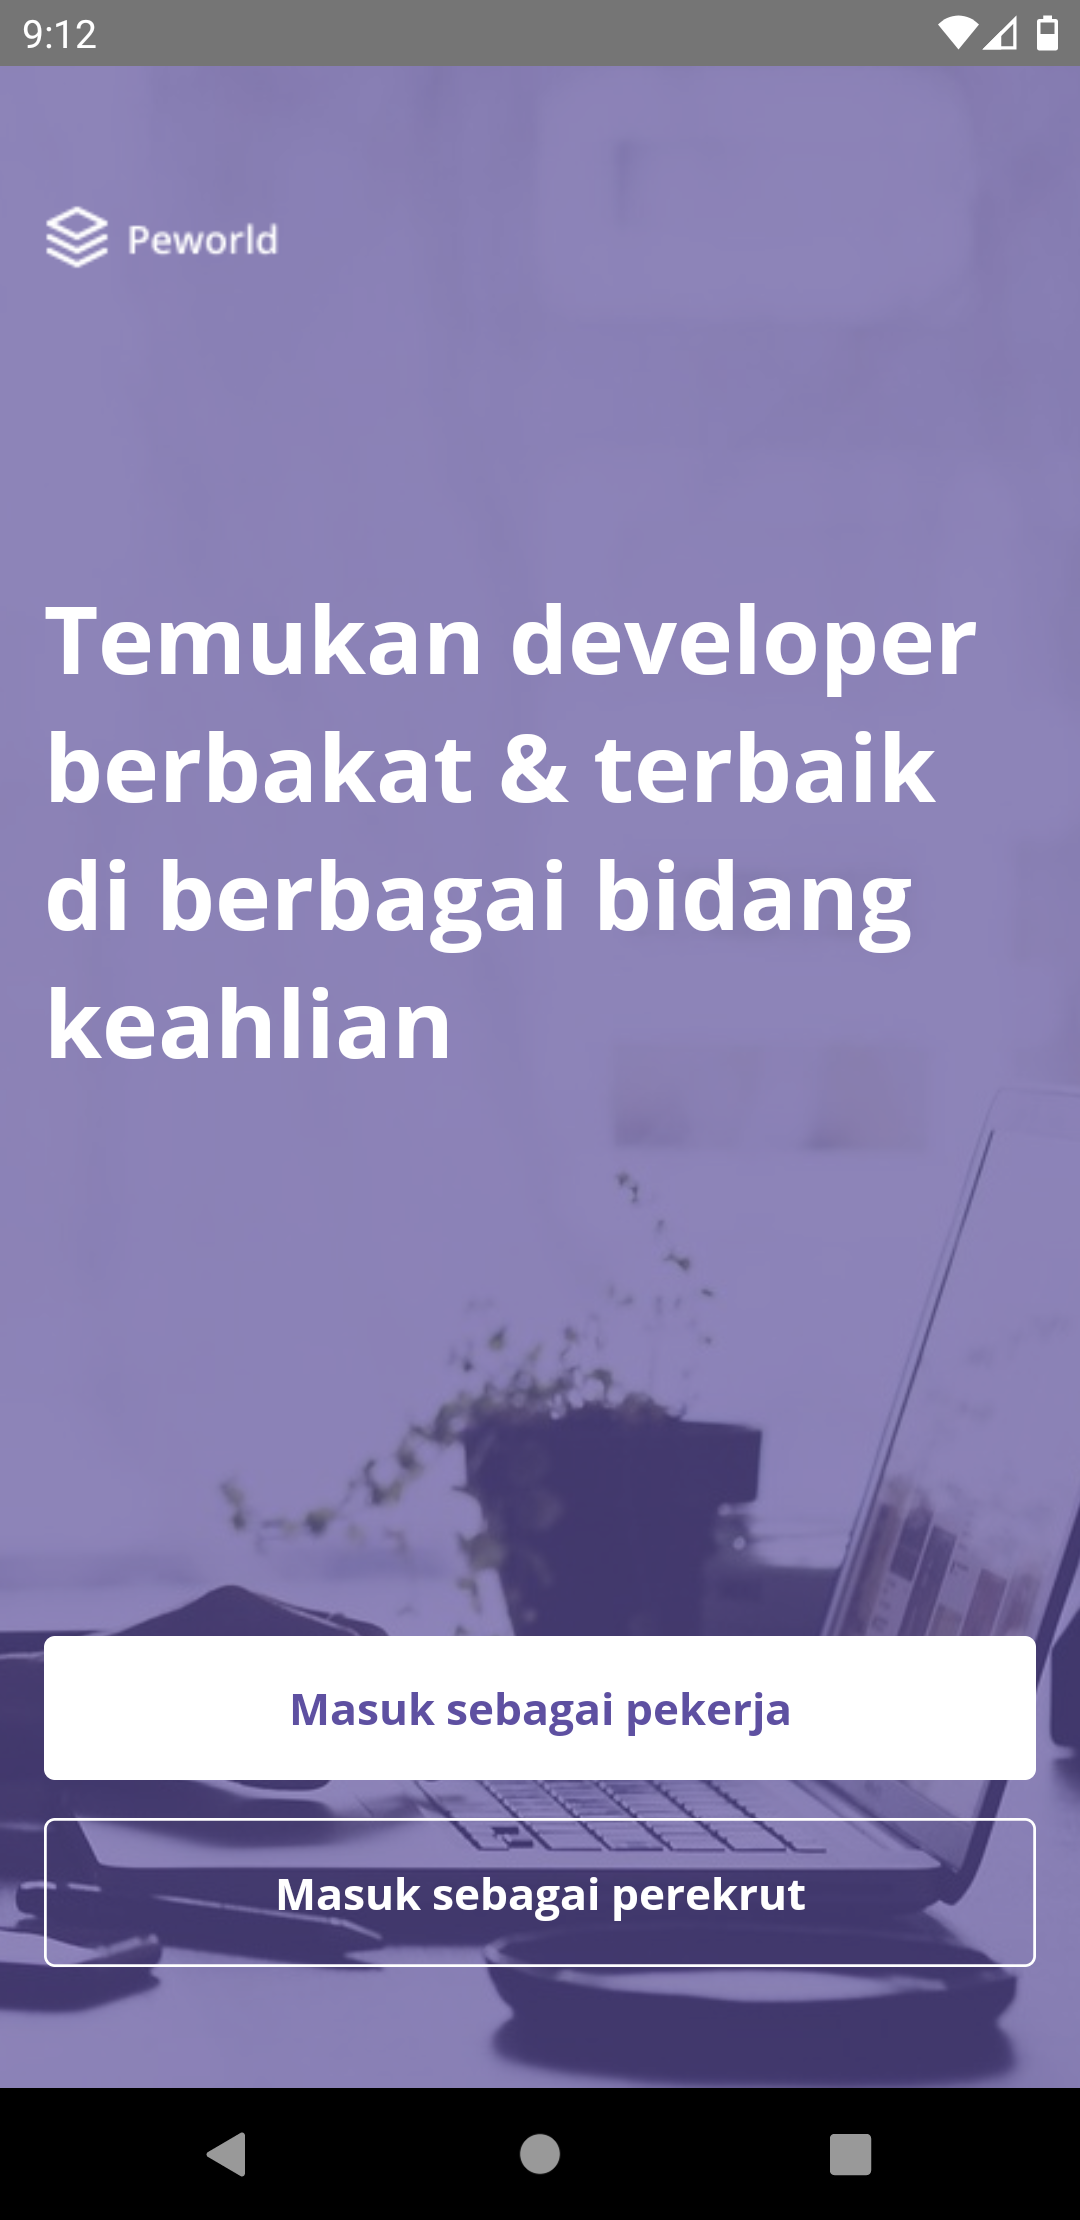 9:12
Peworld
Temukan developer
berbakat & terbaik
di berbagai bidang
keahlian
Masuk sebagai pekerja
Masuk sebagai perekrut